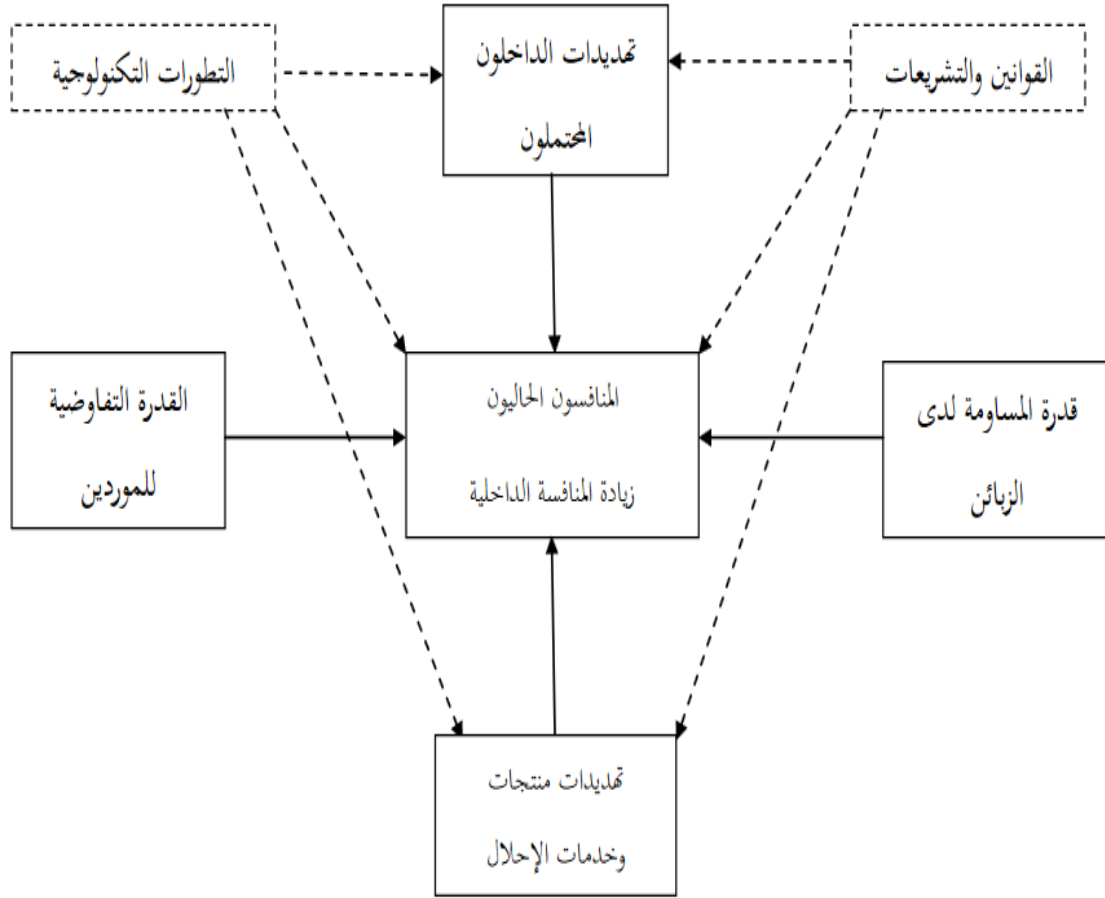 القوانين والتشريعات
تهديدات الداخلون
المحتملون
التطورات التكنولوجية
قدرة المساومة لدى
الزبائن
المنافسون الحاليون
زيادة المنافسة الداخلية
القدرة التفاوضية
للموردين
تهديدات منتجات
وخدمات الإحلال